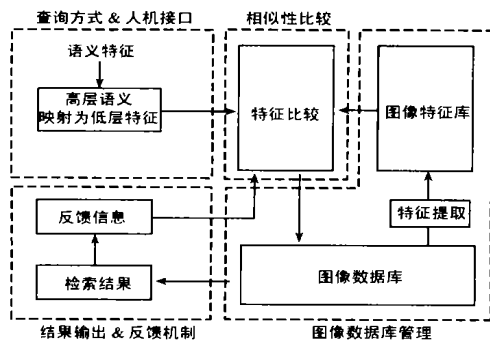 查询方式 & 人机接口
相似性比较
语义特征
高层语义
映射为低层特征
特征比较
图像特征库
反馈信息
特征提取
检索结果
图像数据库
结果输出 & 反馈机制
图像数据库管理